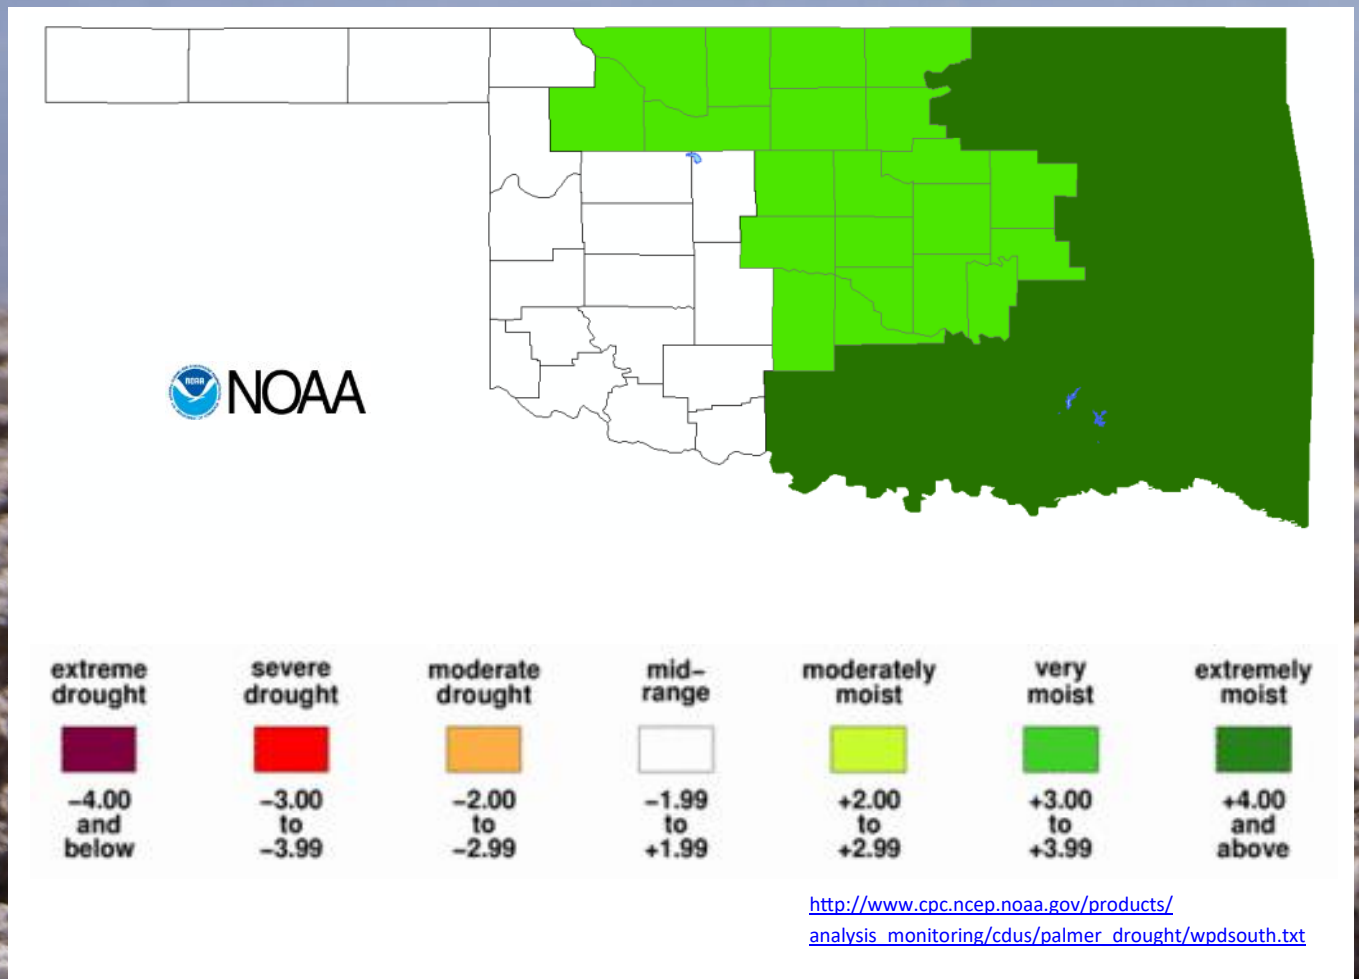 NOAA
NOAA
extreme
drought
severe
drought
moderate
drought
mid-
range
moderately
moist
very
moist
extremely
moist
-4.00
and
below
-3.00
to
-3.99
-2.00
to
-2.99
-1.99
to
+1.99
+2.00
to
+2.99
+3.00
to
+3.99
+4.00
and
above
http://www.cpc.ncep.noaa.gov/products/
analysis_monitoring/cdus/palmer_drought/wpdsouth.txt